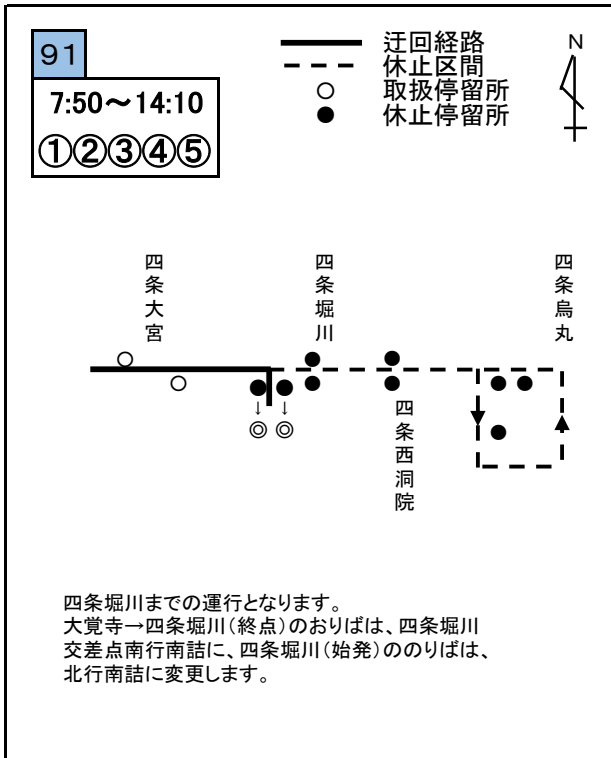 91
7:50～14:10
①②③④⑤
迂回経路
休止区間
取扱停留所
休止停留所
N
四条大宮
四条堀川
四条烏丸
四条西洞院
四条堀川までの運行となります。
大覚寺→四条堀川（終点）のおりばは、四条堀川
交差点南行南詰に、四条堀川（始発）ののりばは、
北行南詰に変更します。